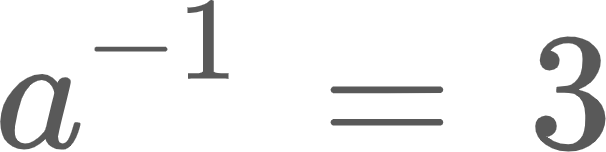 a⁻¹ = 3